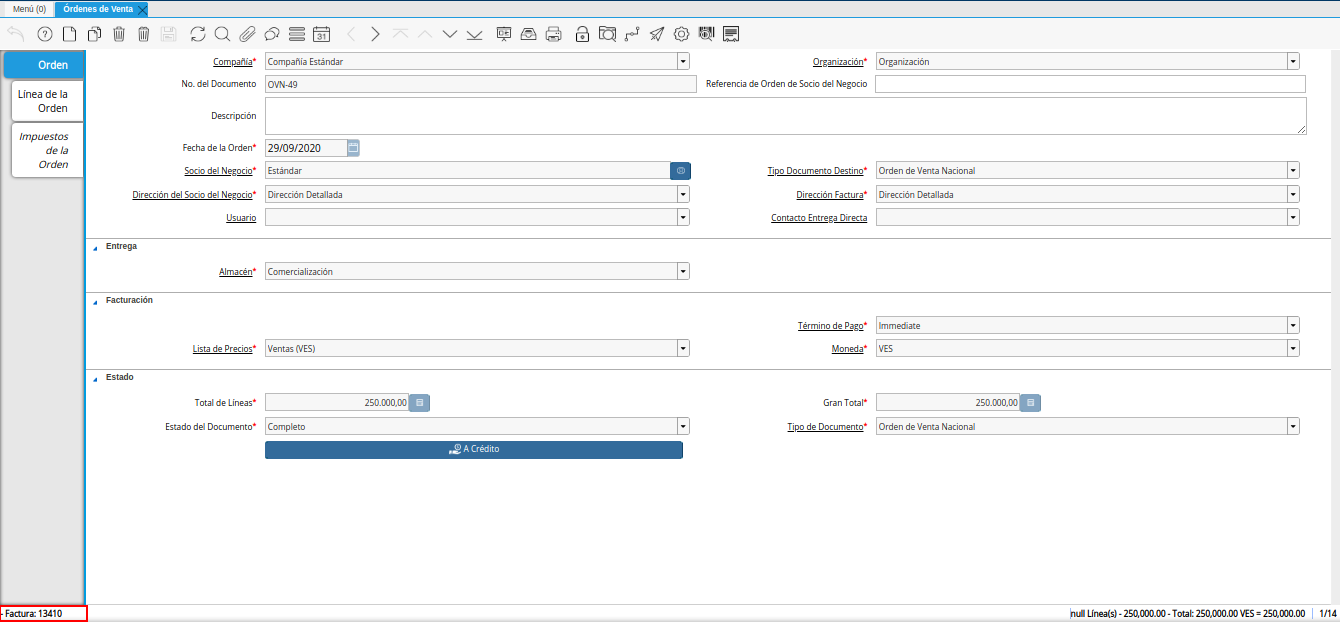 Menú (0) Órdenes de Venta
31
Orden
Línea de la
Orden
Impuestos
de la
Orden
Compañía* Compañía Estándar Organización* Organización
No. del Documento OVN-49 Referencia de Orden de Socio del Negocio
Descripción
Fecha de la Orden* 29/09/2020
Socio del Negocio* Estándar Tipo Documento Destino* Orden de Venta Nacional
Dirección del Socio del Negocio* Dirección Detallada Dirección Factura* Dirección Detallada
Usuario Contacto Entrega Directa
Entrega
Almacén* Comercialización
Facturación
Término de Pago* Immediate
Lista de Precios* Ventas (VES) Moneda* VES
Estado
Total de Líneas* 250.000,00 Gran Total* 250.000,00
Estado del Documento* Completo Tipo de Documento* Orden de Venta Nacional
A Crédito
- Factura: 13410 null Línea(s) - 250,000.00 - Total: 250,000.00 VES = 250,000.00 1/14